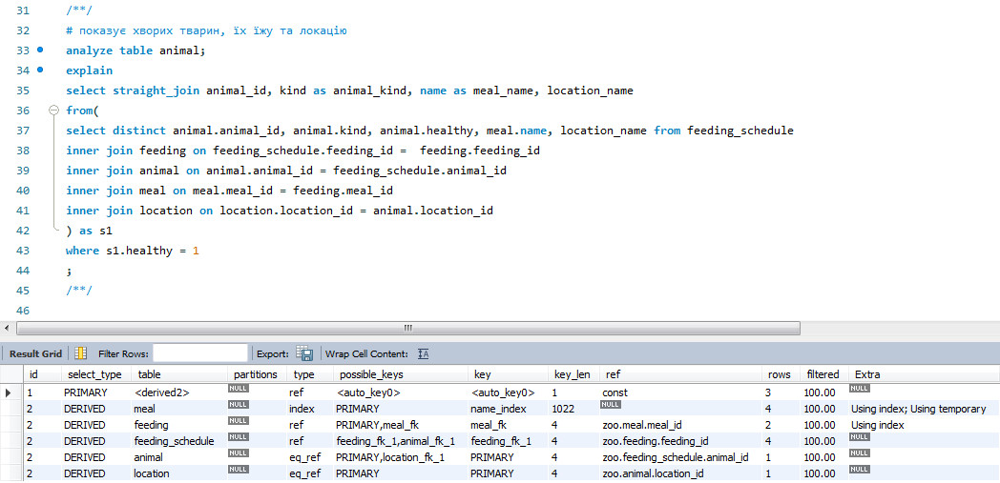 31 /**/
32 # показує хворих тварин, їх їжу та локацію
33 analyze table animal;
34 explain
35 select straight_join animal_id, kind as animal_kind, name as meal_name, location_name
36 from(
37 select distinct animal.animal_id, animal.kind, animal.healthy, meal.name, location_name from feeding_schedule
38 inner join feeding on feeding_schedule.feeding_id =  feeding.feeding_id
39 inner join animal on animal.animal_id = feeding_schedule.animal_id
40 inner join meal on meal.meal_id = feeding.meal_id
41 inner join location on location.location_id = animal.location_id
42 ) as s1
43 where s1.healthy = 1
44 ;
45 /**/
46
Result Grid Filter Rows: Export: Wrap Cell Content:
id select_type table partitions type possible_keys key key_len ref rows filtered Extra
1 PRIMARY <derived2> NULL ref <auto_key0> <auto_key0> 1 const 3 100.00 NULL
2 DERIVED meal NULL index PRIMARY name_index 1022 NULL 4 100.00 Using index; Using temporary
2 DERIVED feeding NULL ref PRIMARY,meal_fk meal_fk 4 zoo.meal.meal_id 2 100.00 Using index
2 DERIVED feeding_schedule NULL ref feeding_fk_1,animal_fk_1 feeding_fk_1 4 zoo.feeding.feeding_id 4 100.00 NULL
2 DERIVED animal NULL eq_ref PRIMARY,location_fk_1 PRIMARY 4 zoo.feeding_schedule.animal_id 1 100.00 NULL
2 DERIVED location NULL eq_ref PRIMARY PRIMARY 4 zoo.animal.location_id 1 100.00 NULL